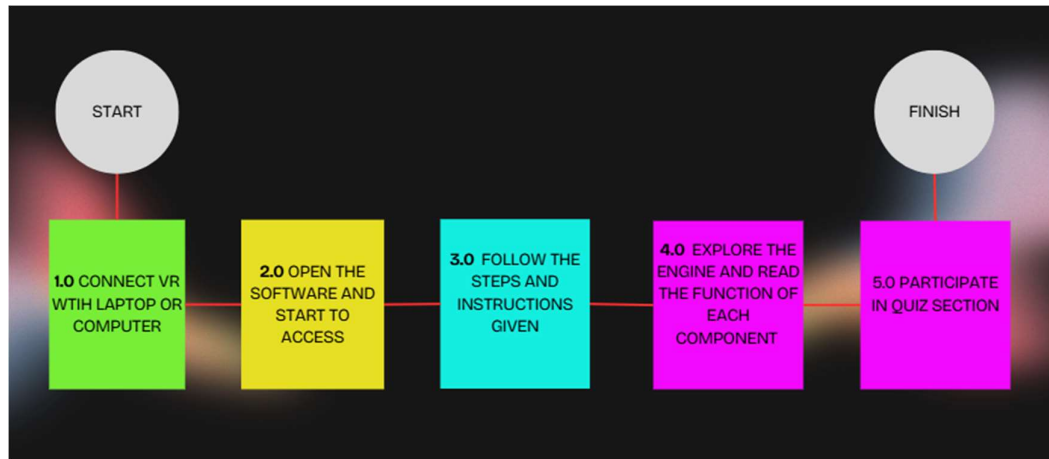 START
FINISH
1.0 CONNECT VR
WTIH LAPTOP OR
COMPUTER
2.0 OPEN THE
SOFTWARE AND
START TO
ACCESS
3.0 FOLLOW THE
STEPS AND
INSTRUCTIONS
GIVEN
4.0 EXPLORE THE
ENGINE AND READ
THE FUNCTION OF
EACH
COMPONENT
5.0 PARTICIPATE
IN QUIZ SECTION